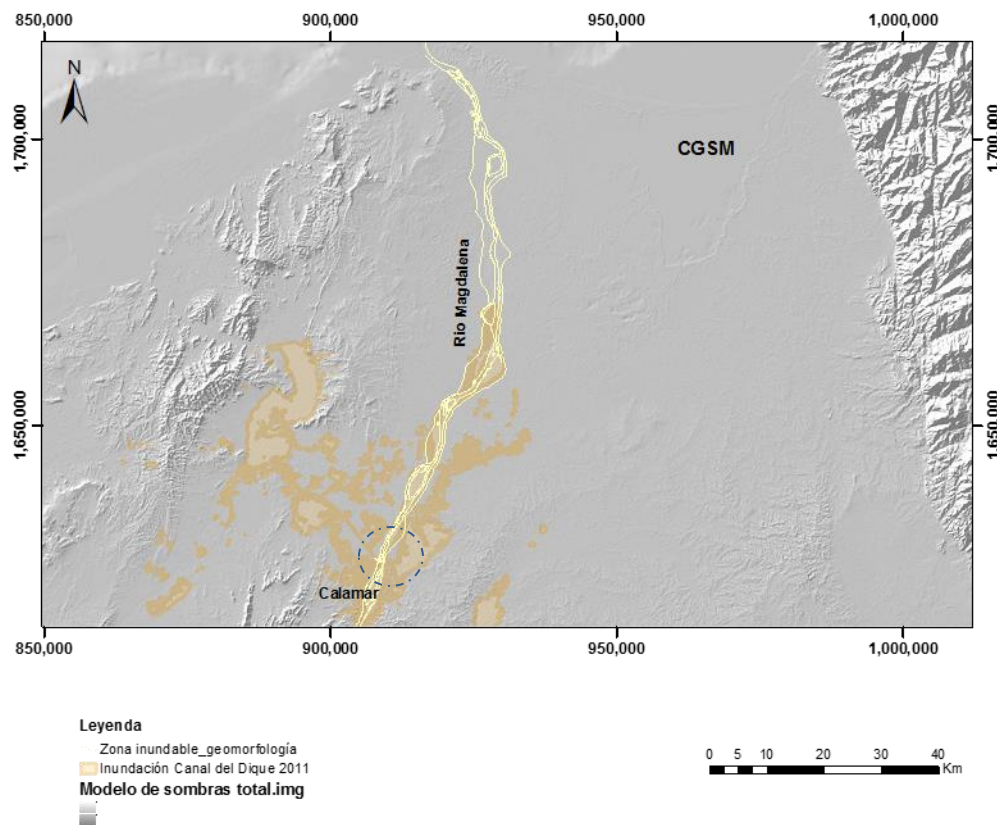 850,000 900,000 950,000 1,000,000
N
1,700,000 1,700,000
CGSM
Río Magdalena
1,650,000 1,650,000
Calamar
850,000 900,000 950,000 1,000,000
Leyenda
Zona inundable_geomorfología
Inundación Canal del Dique 2011
Modelo de sombras total.img
0 5 10 20 30 40
Km